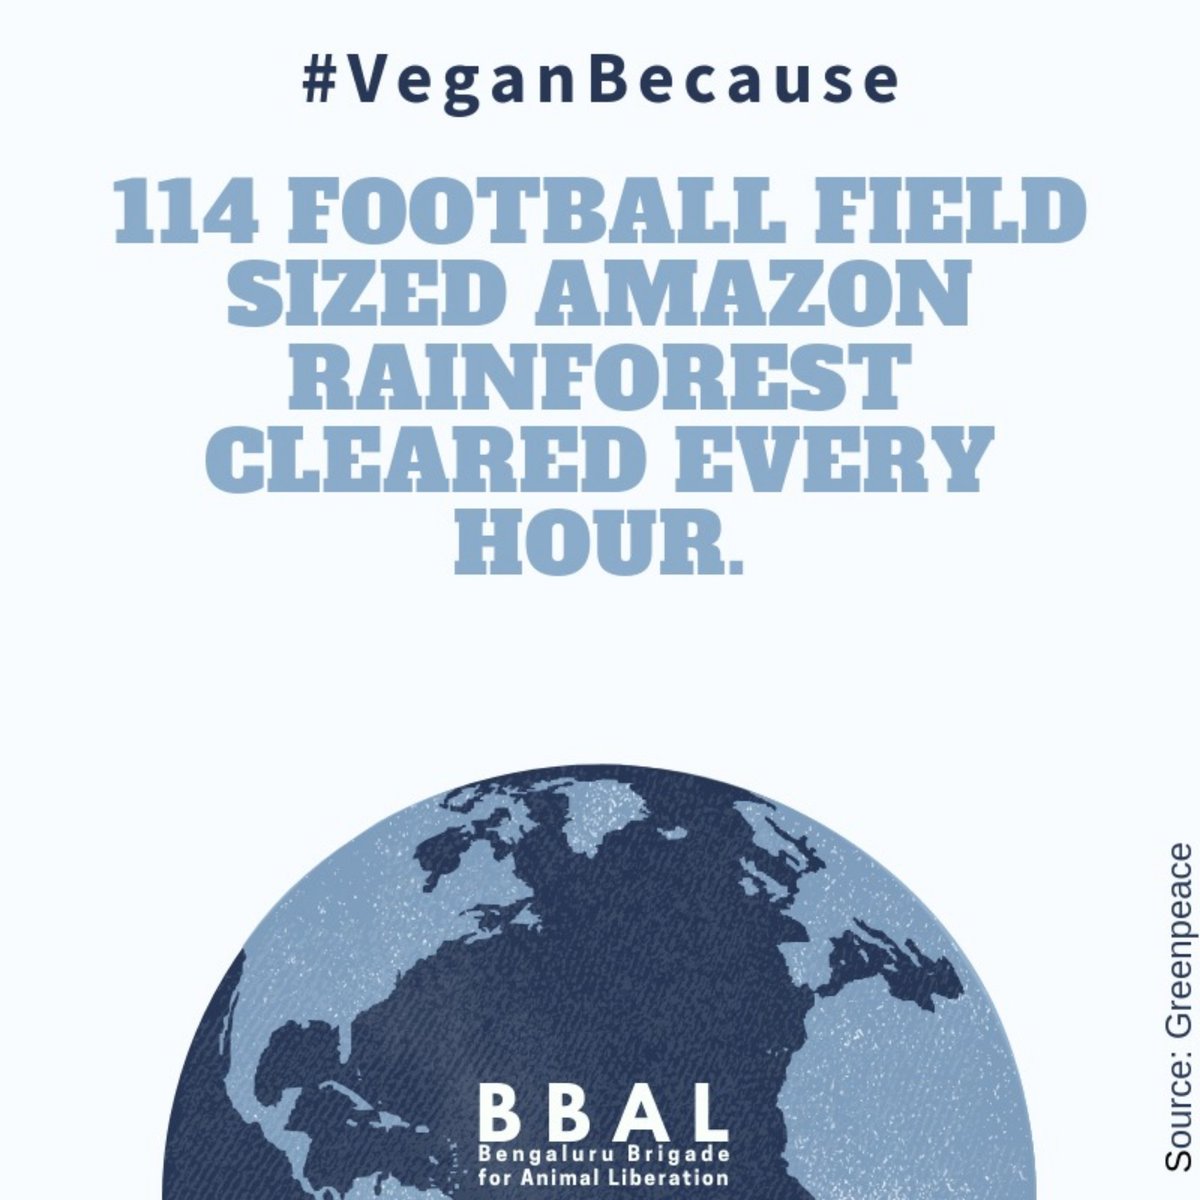 #VeganBecause
114 FOOTBALL FIELD
SIZED AMAZON
RAINFOREST
CLEARED EVERY
HOUR.
Source: Greenpeace
BBAL
Bengaluru Brigade
for Animal Liberation